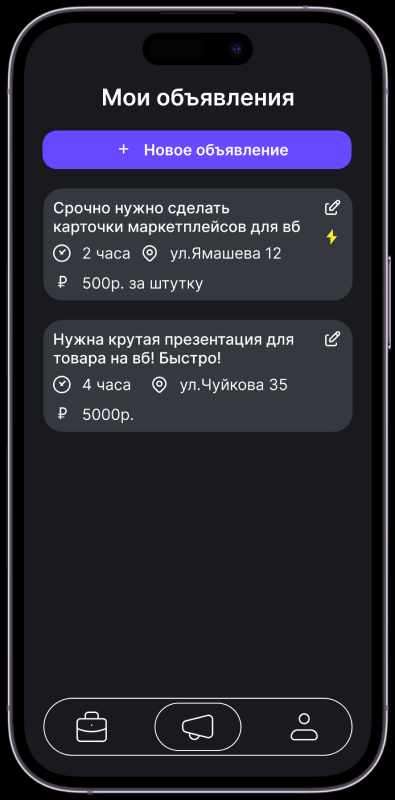 Мои объявления
+ Новое объявление
Срочно нужно сделать
карточки маркетплейсов для вб
2 часа ул.Ямашева 12
₽ 500р. за штутку
Нужна крутая презентация для
товара на вб! Быстро!
4 часа ул.Чуйкова 35
₽ 5000р.